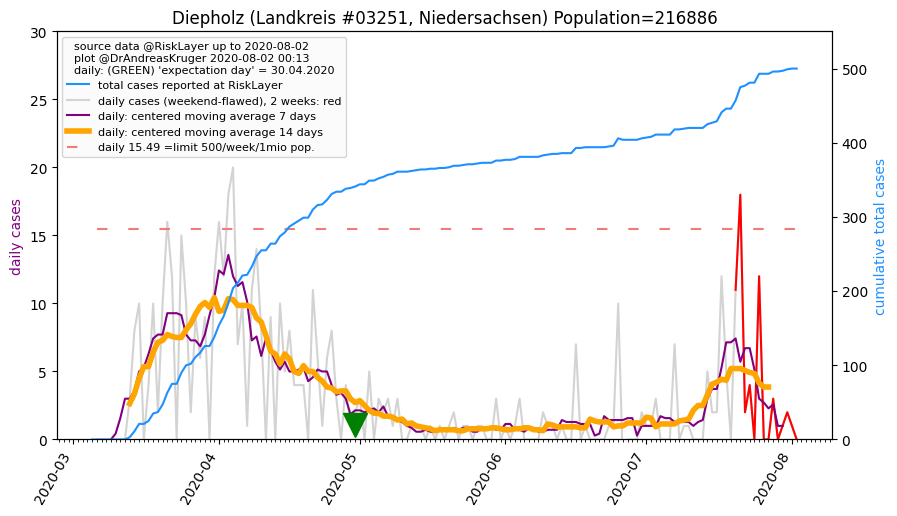 Diepholz (Landkreis #03251, Niedersachsen) Population=216886
source data @RiskLayer up to 2020-08-02
plot @DrAndreasKruger 2020-08-02 00:13
daily: (GREEN) 'expectation day' = 30.04.2020
total cases reported at RiskLayer
daily cases (weekend-flawed), 2 weeks: red
daily: centered moving average 7 days
daily: centered moving average 14 days
daily 15.49 =limit 500/week/1mio pop.
daily cases
30
25
20
15
10
5
0
cumulative total cases
500
400
300
200
100
0
2020-03
2020-04
2020-05
2020-06
2020-07
2020-08